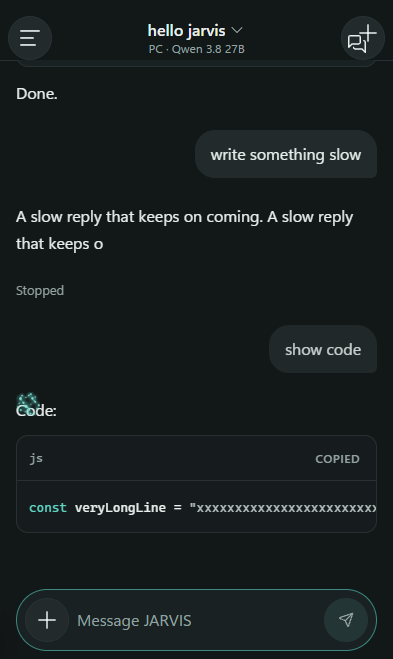 hello jarvis
PC · Qwen 3.8 27B
Done.
write something slow
A slow reply that keeps on coming. A slow reply
that keeps o
Stopped
show code
Code:
js
COPIED
const veryLongLine = "xxxxxxxxxxxxxxxxxxxxxxxx
Message JARVIS